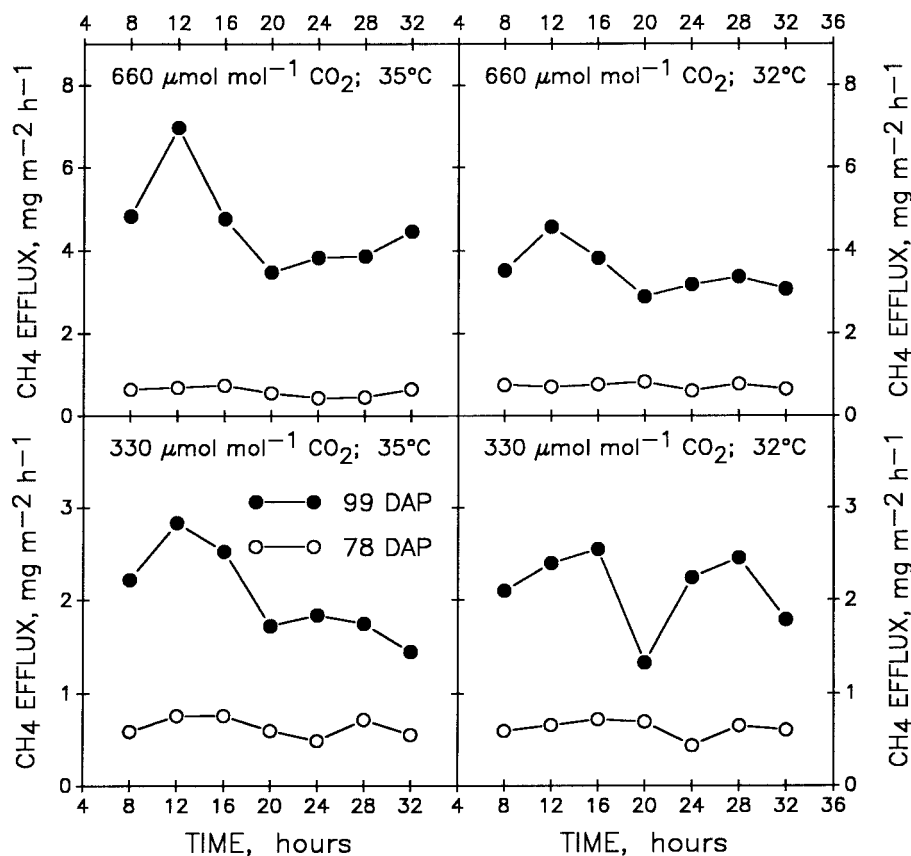 4 8 12 16 20 24 28 32 4 8 12 16 20 24 28 32 36
660 μmol mol⁻¹ CO₂; 35°C
660 μmol mol⁻¹ CO₂; 32°C
8
6
4
2
0
CH₄ EFFLUX, mg m⁻² h⁻¹
8
6
4
2
0
CH₄ EFFLUX, mg m⁻² h⁻¹
330 μmol mol⁻¹ CO₂; 35°C
330 μmol mol⁻¹ CO₂; 32°C
99 DAP
78 DAP
3
2
1
0
CH₄ EFFLUX, mg m⁻² h⁻¹
3
2
1
0
CH₄ EFFLUX, mg m⁻² h⁻¹
4 8 12 16 20 24 28 32 4 8 12 16 20 24 28 32 36
TIME, hours
TIME, hours